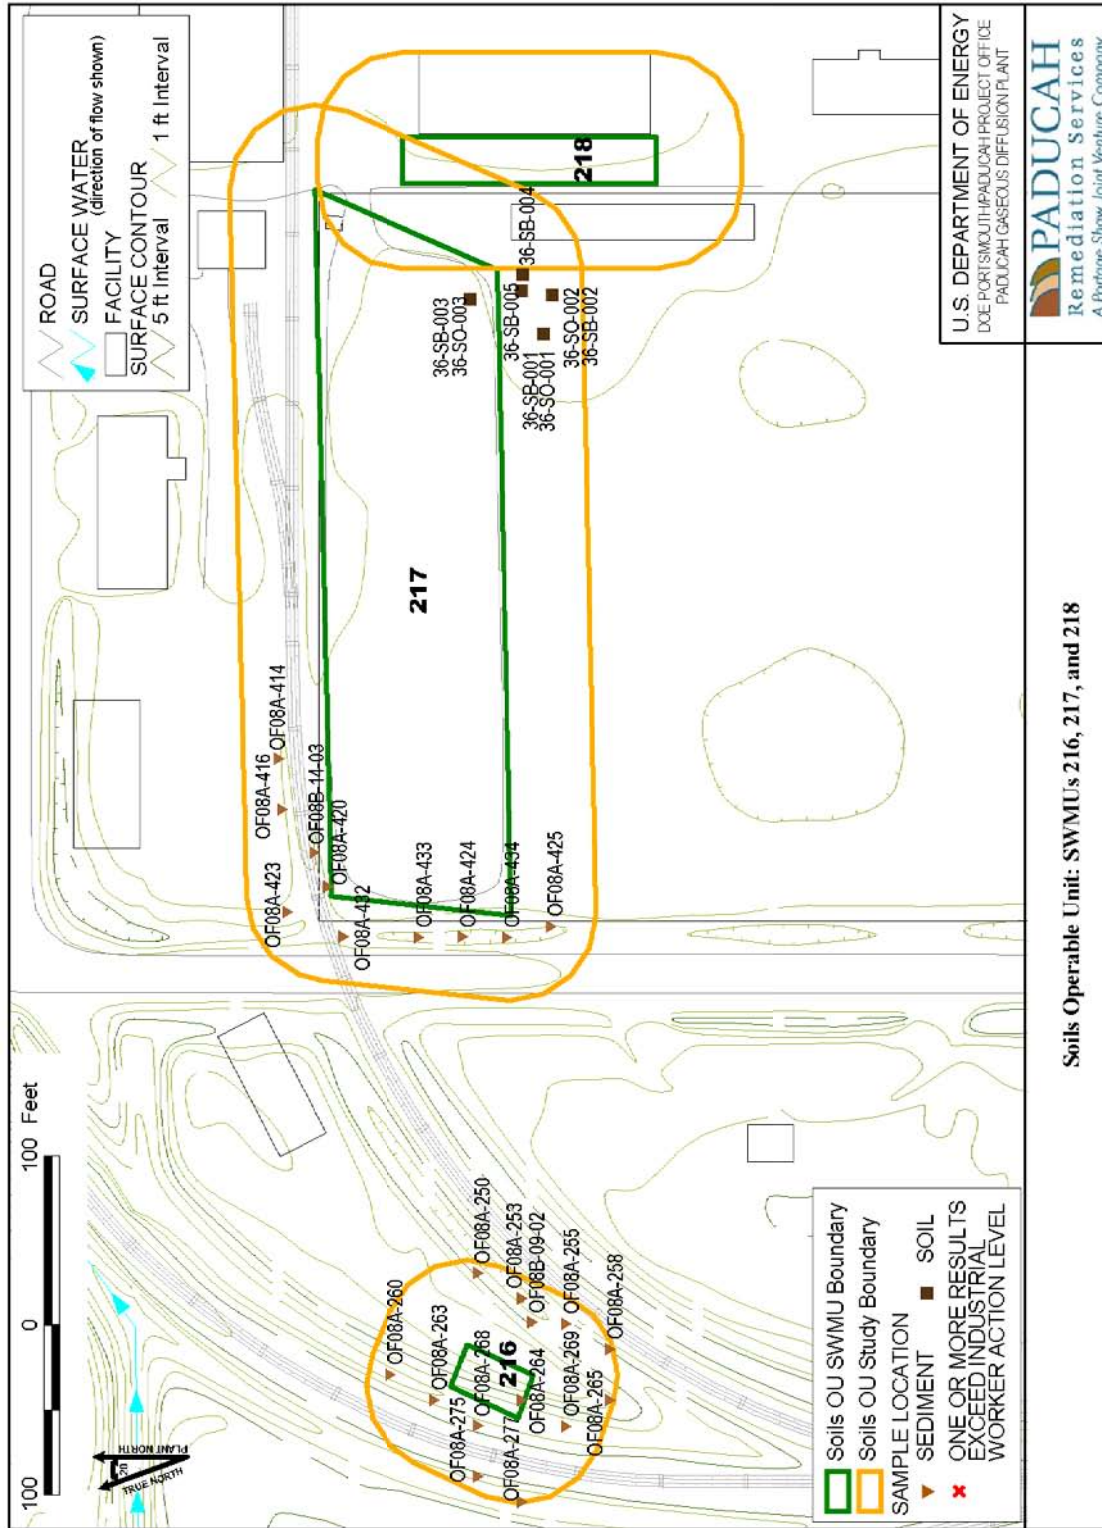 100 0 100 Feet
TRUE NORTH
PLANT NORTH
20
ROAD
SURFACE WATER
(direction of flow shown)
FACILITY
SURFACE CONTOUR
5 ft Interval
1 ft Interval
OF08A-260
OF08A-263
OF08A-275
OF08A-268
OF08A-250
OF08A-277
216
OF08A-253
OF08A-264
OF08B-09-02
OF08A-269
OF08A-255
OF08A-265
OF08A-258
OF08A-423
OF08A-416
OF08A-414
OF08B-14-03
OF08A-420
OF08A-432
OF08A-433
OF08A-424
OF08A-434
OF08A-425
217
36-SB-003
36-SO-003
36-SB-005
36-SB-004
36-SB-001
36-SO-001
36-SO-002
36-SB-002
218
Soils OU SWMU Boundary
Soils OU Study Boundary
SAMPLE LOCATION
SEDIMENT
SOIL
ONE OR MORE RESULTS
EXCEED INDUSTRIAL
WORKER ACTION LEVEL
U.S. DEPARTMENT OF ENERGY
DOE PORTSMOUTH/PADUCAH PROJECT OFFICE
PADUCAH GASEOUS DIFFUSION PLANT
PADUCAH
Remediation Services
A Portage Shaw Joint Venture Company
Soils Operable Unit: SWMUs 216, 217, and 218